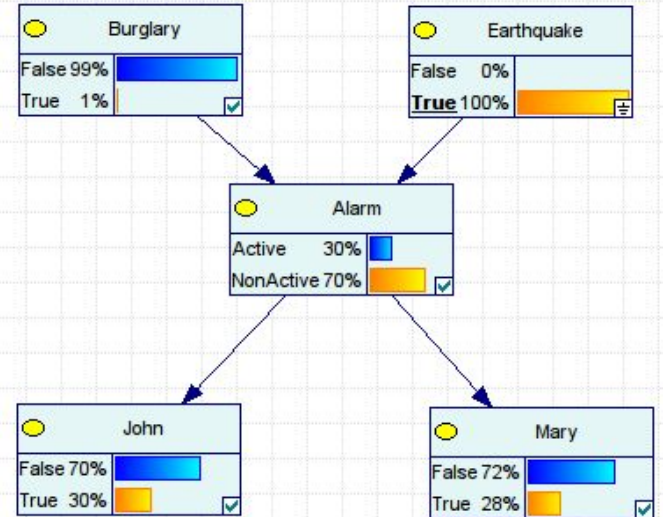 Burglary
False 99%
True 1%
Earthquake
False 0%
True 100%
Alarm
Active 30%
NonActive 70%
John
False 70%
True 30%
Mary
False 72%
True 28%